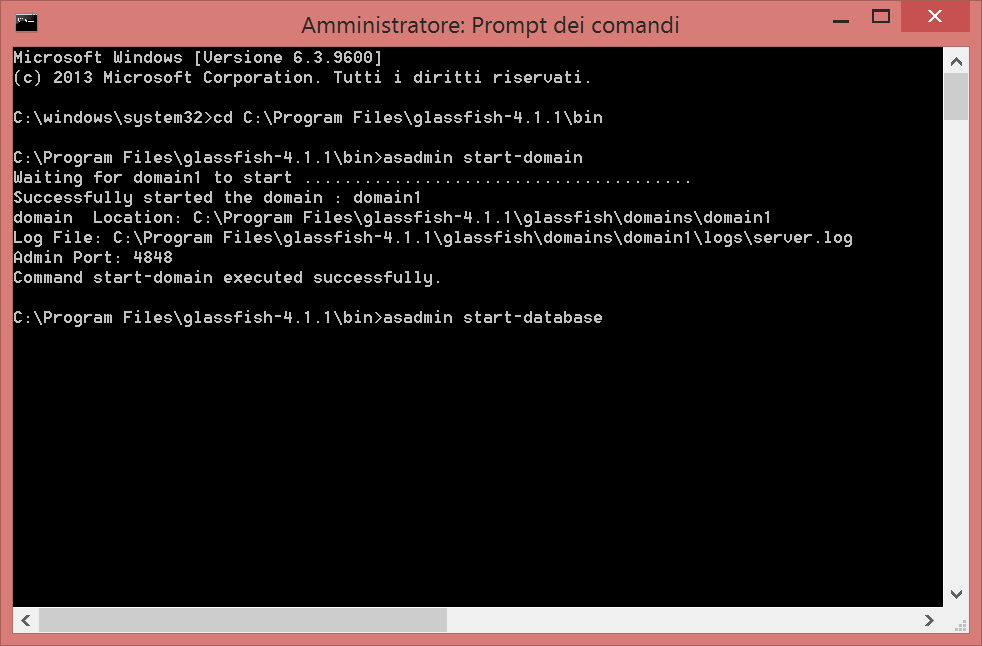 Amministratore: Prompt dei comandi
Microsoft Windows [Versione 6.3.9600]
(c) 2013 Microsoft Corporation. Tutti i diritti riservati.
C:\windows\system32>cd C:\Program Files\glassfish-4.1.1\bin
C:\Program Files\glassfish-4.1.1\bin>asadmin start-domain
Waiting for domain1 to start .......................................
Successfully started the domain : domain1
domain  Location: C:\Program Files\glassfish-4.1.1\glassfish\domains\domain1
Log File: C:\Program Files\glassfish-4.1.1\glassfish\domains\domain1\logs\server.log
Admin Port: 4848
Command start-domain executed successfully.
C:\Program Files\glassfish-4.1.1\bin>asadmin start-database